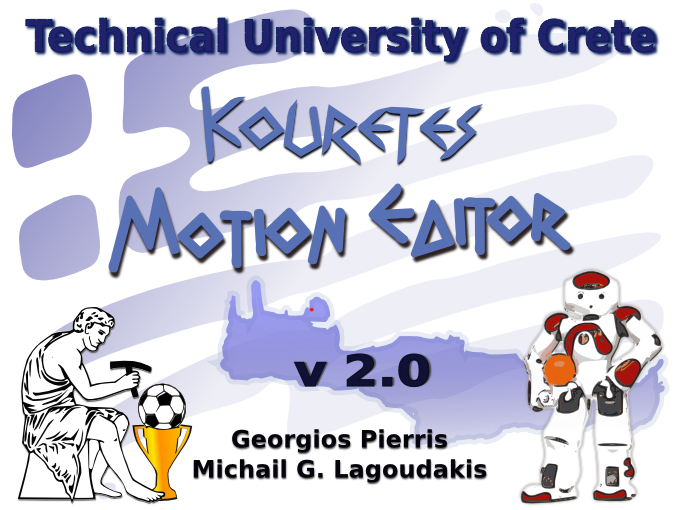 Technical University of Crete
KOURETES
MOTION EDITOR
v 2.0
Georgios Pierris
Michail G. Lagoudakis